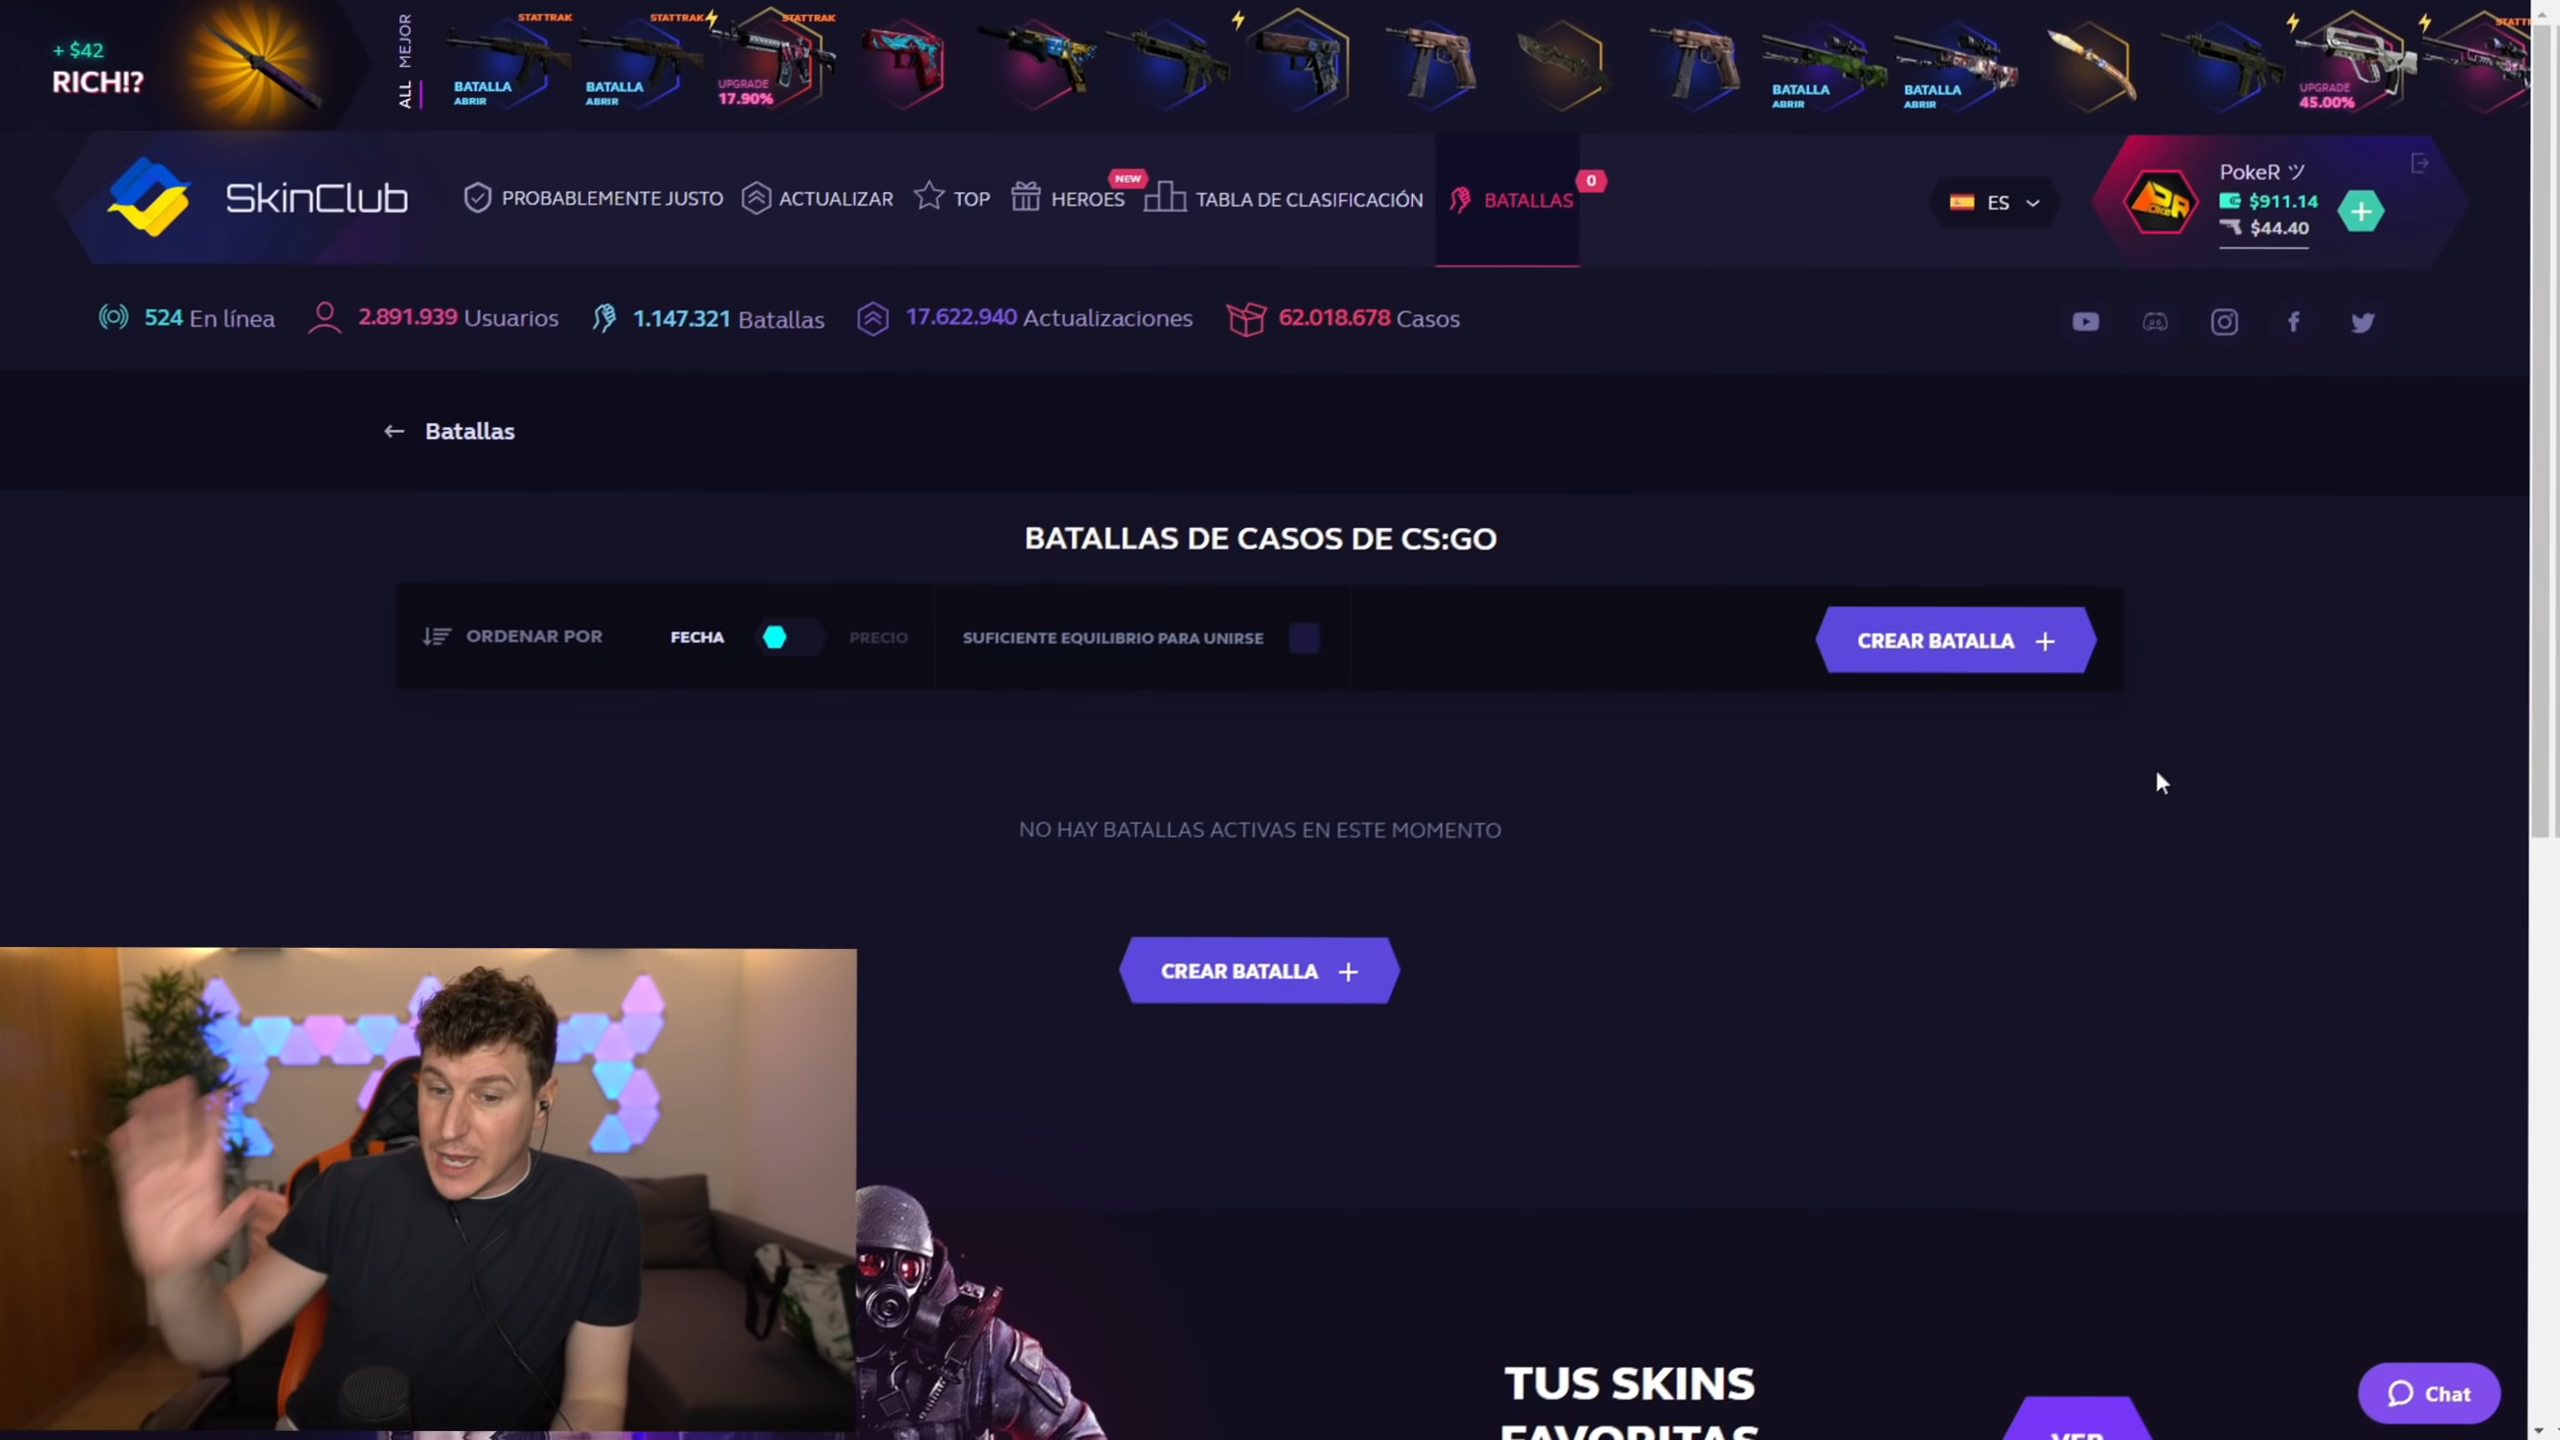 + $42
RICH!?
ALL MEJOR
STATTRAK
BATALLA
ABRIR
STATTRAK
BATALLA
ABRIR
STATTRAK
UPGRADE
17.90%
BATALLA
ABRIR
BATALLA
ABRIR
UPGRADE
45.00%
SkinClub
PROBABLEMENTE JUSTO
ACTUALIZAR
TOP
HEROES
NEW
TABLA DE CLASIFICACIÓN
BATALLAS
0
ES
PokeR ツ
$911.14
$44.40
524 En línea
2.891.939 Usuarios
1.147.321 Batallas
17.622.940 Actualizaciones
62.018.678 Casos
← Batallas
BATALLAS DE CASOS DE CS:GO
ORDENAR POR
FECHA
PRECIO
SUFICIENTE EQUILIBRIO PARA UNIRSE
CREAR BATALLA +
NO HAY BATALLAS ACTIVAS EN ESTE MOMENTO
CREAR BATALLA +
TUS SKINS
FAVORITAS
VER
Chat